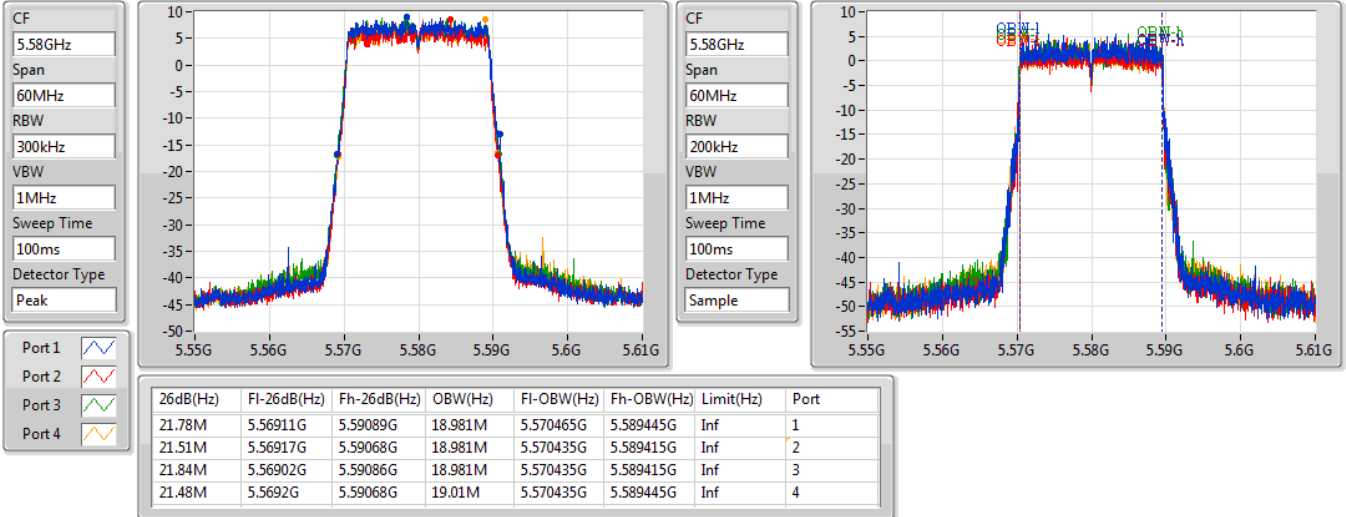 CF
5.58GHz
Span
60MHz
RBW
300kHz
VBW
1MHz
Sweep Time
100ms
Detector Type
Peak
10
5
0
-5
-10
-15
-20
-25
-30
-35
-40
-45
-50
5.55G 5.56G 5.57G 5.58G 5.59G 5.6G 5.61G
CF
5.58GHz
Span
60MHz
RBW
200kHz
VBW
1MHz
Sweep Time
100ms
Detector Type
Sample
10
5
0
-5
-10
-15
-20
-25
-30
-35
-40
-45
-50
-55
5.55G 5.56G 5.57G 5.58G 5.59G 5.6G 5.61G
OBW-l
OBW-h
Port 1
Port 2
Port 3
Port 4
26dB(Hz) Fl-26dB(Hz) Fh-26dB(Hz) OBW(Hz) Fl-OBW(Hz) Fh-OBW(Hz) Limit(Hz) Port
21.78M 5.56911G 5.59089G 18.981M 5.570465G 5.589445G Inf 1
21.51M 5.56917G 5.59068G 18.981M 5.570435G 5.589415G Inf 2
21.84M 5.56902G 5.59086G 18.981M 5.570435G 5.589415G Inf 3
21.48M 5.5692G 5.59068G 19.01M 5.570435G 5.589445G Inf 4